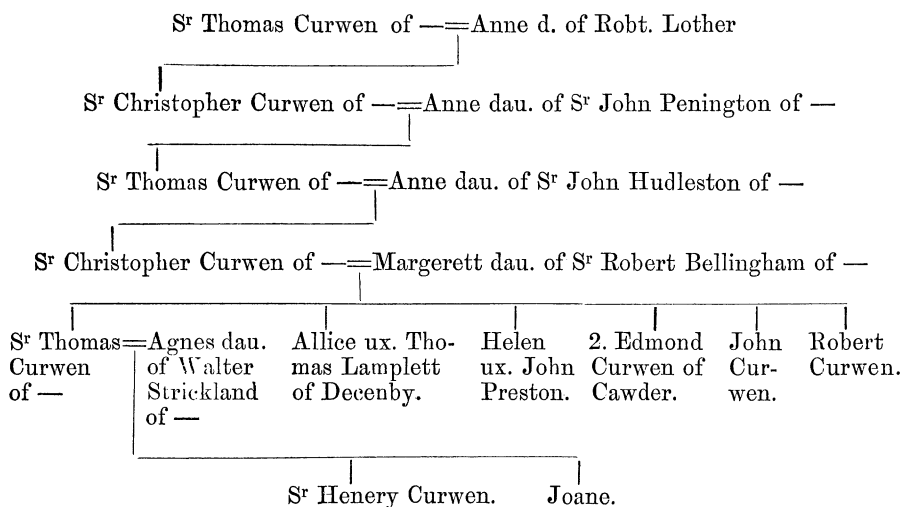 Sr Thomas Curwen of —=Anne d. of Robt. Lother
Sr Christopher Curwen of —=Anne dau. of Sr John Penington of —
Sr Thomas Curwen of —=Anne dau. of Sr John Hudleston of —
Sr Christopher Curwen of —=Margerett dau. of Sr Robert Bellingham of —
Sr Thomas=
Curwen
of —
Agnes dau.
of Walter
Strickland
of —
Allice ux. Tho-
mas Lamplett
of Decenby.
Helen
ux. John
Preston.
2. Edmond
Curwen of
Cawder.
John
Cur-
wen.
Robert
Curwen.
Sr Henery Curwen.
Joane.